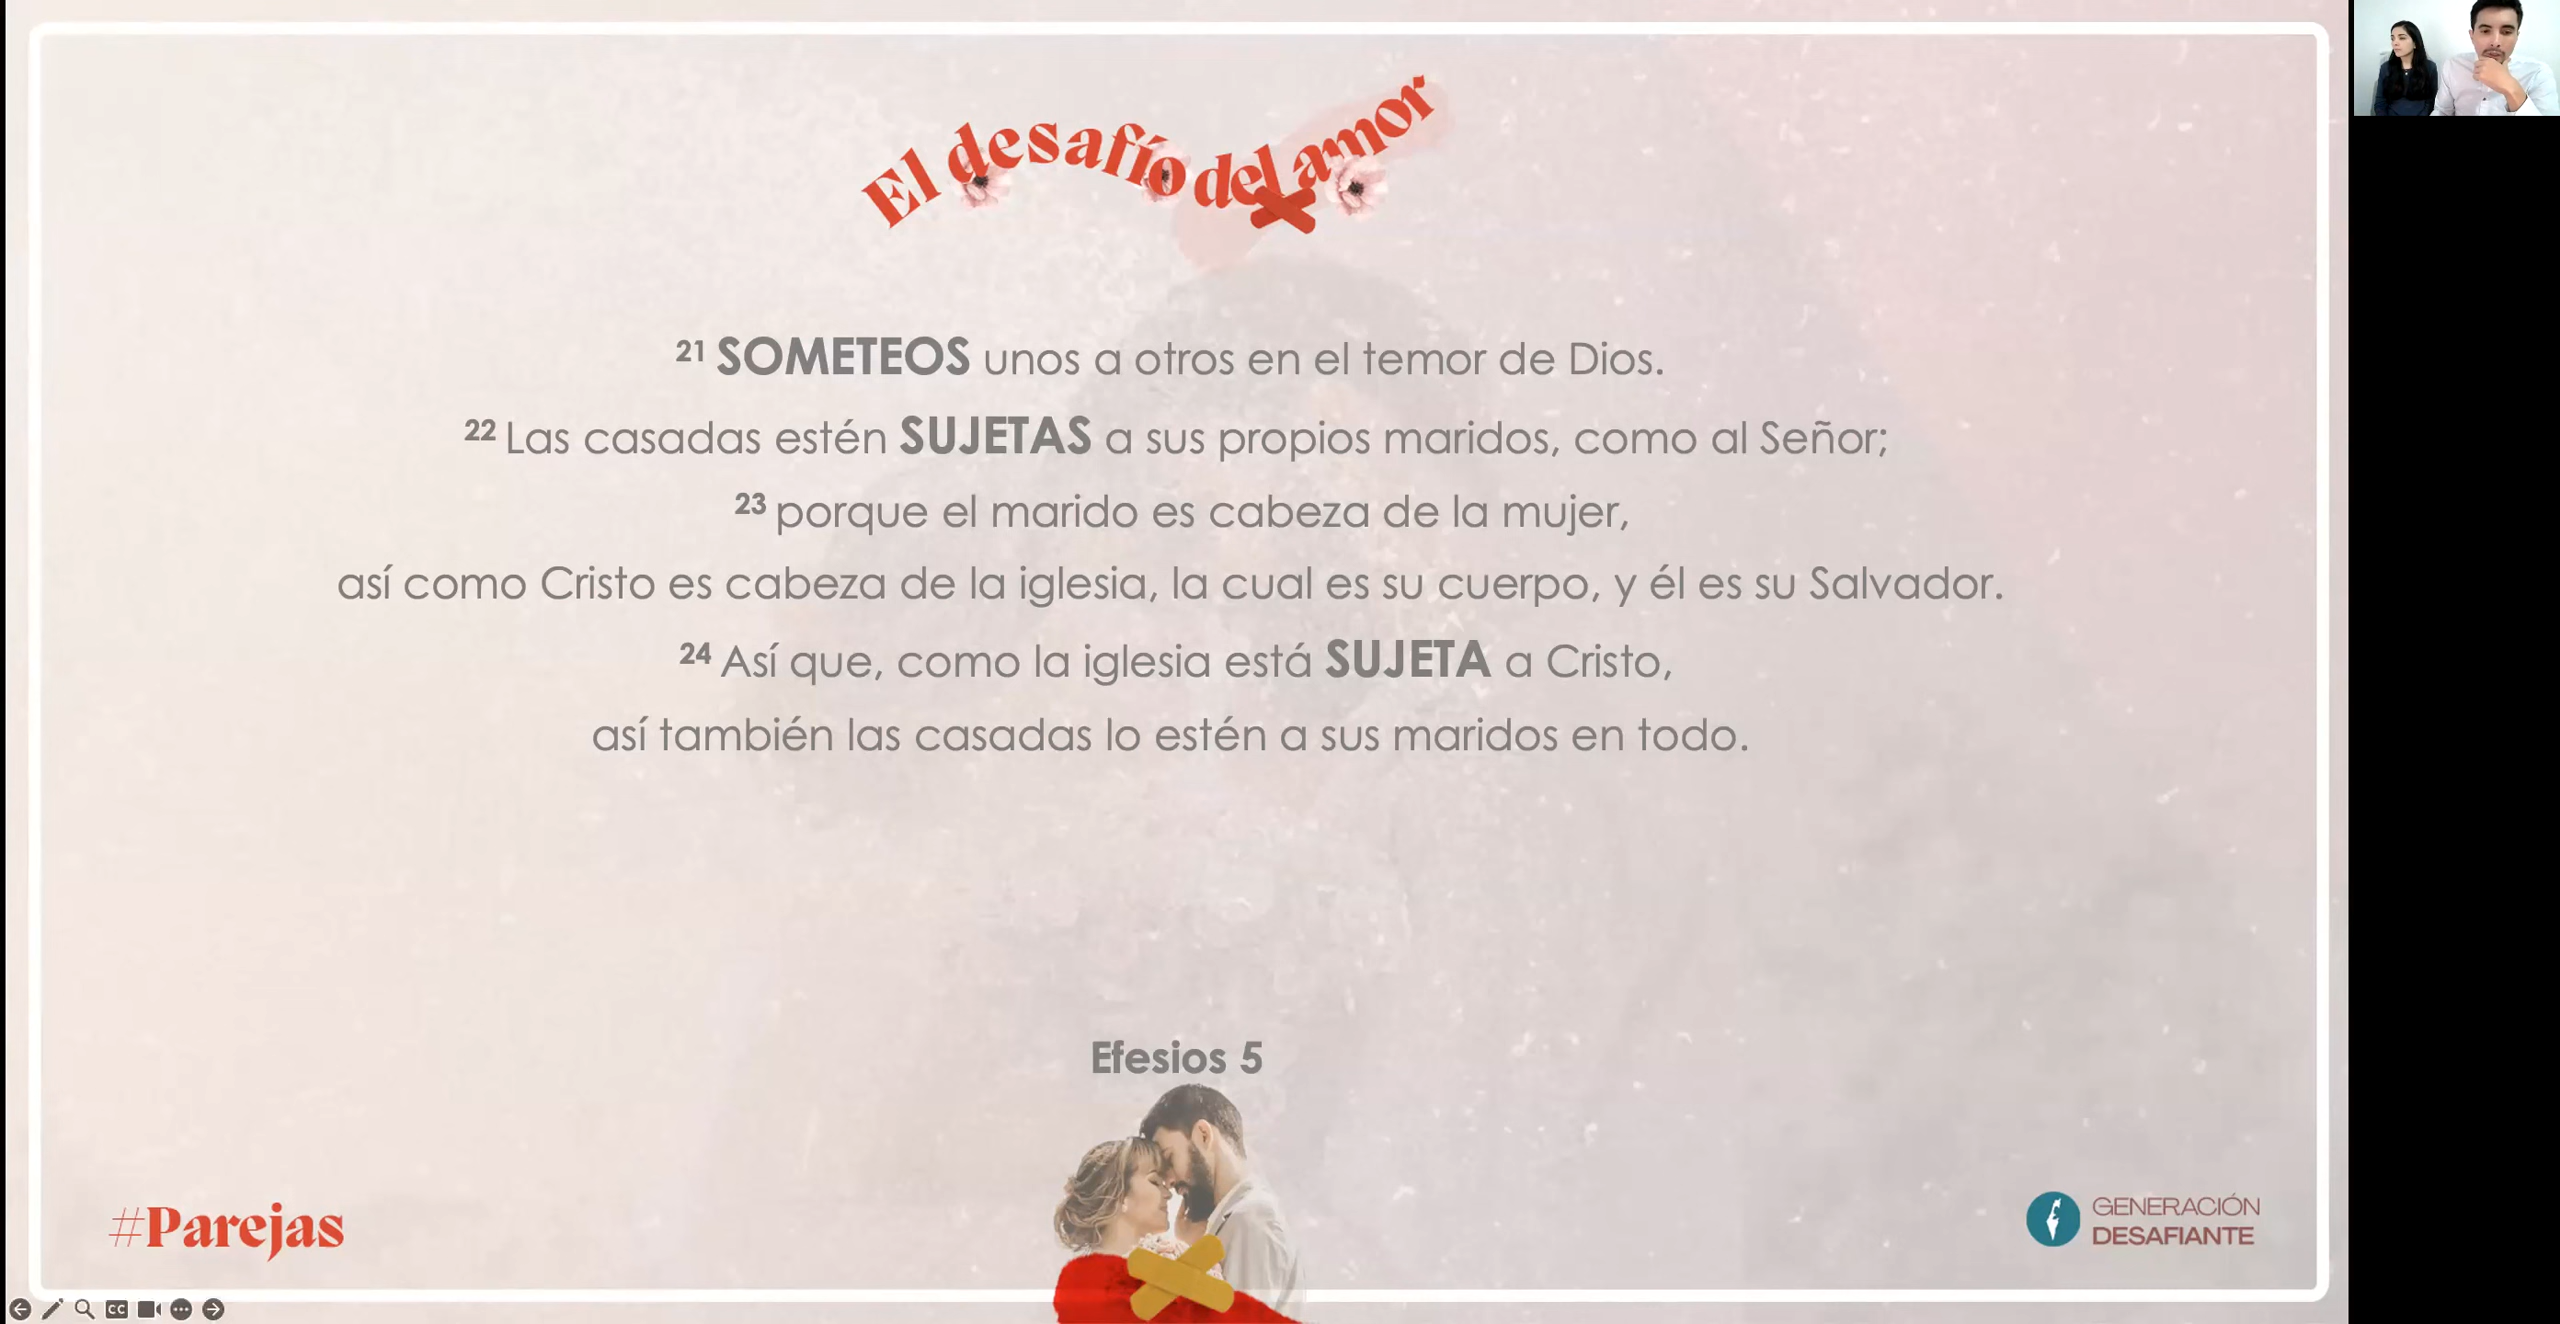 El desafío del amor
21 SOMETEOS unos a otros en el temor de Dios.
22 Las casadas estén SUJETAS a sus propios maridos, como al Señor;
23 porque el marido es cabeza de la mujer,
así como Cristo es cabeza de la iglesia, la cual es su cuerpo, y él es su Salvador.
24 Así que, como la iglesia está SUJETA a Cristo,
así también las casadas lo estén a sus maridos en todo.
Efesios 5
#Parejas
GENERACIÓN
DESAFIANTE
CC